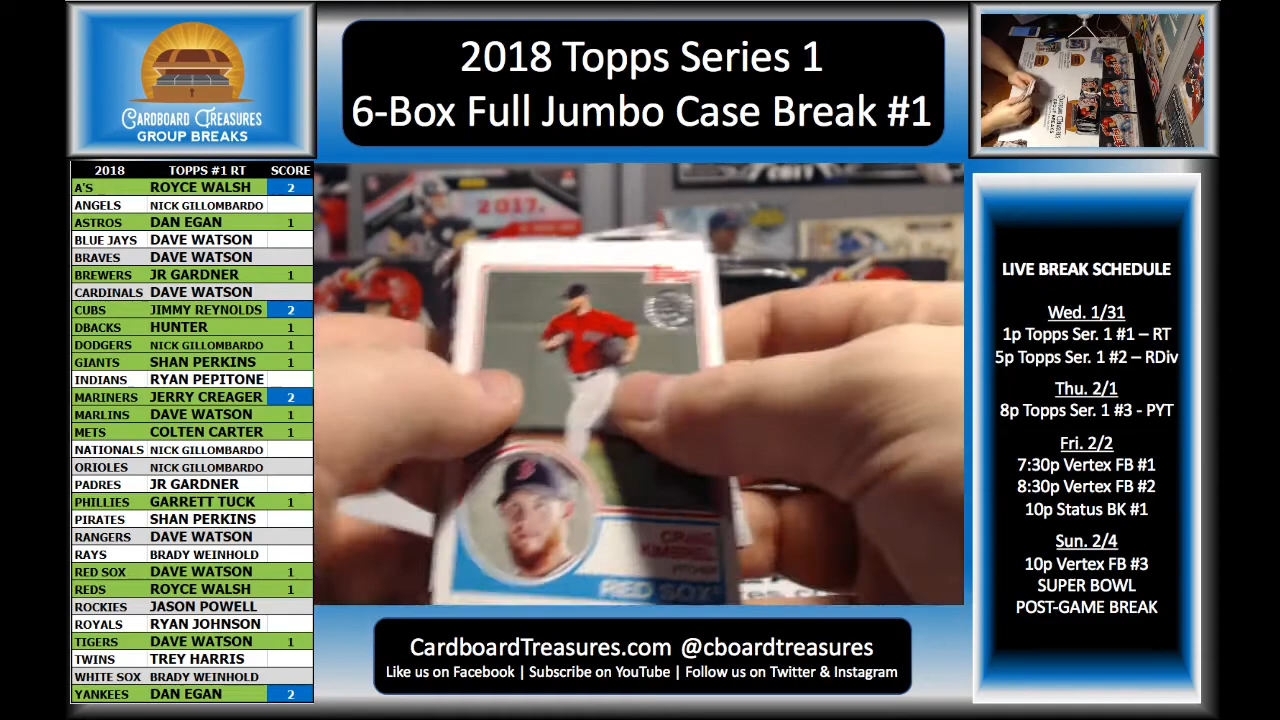 CARDBOARD TREASURES
GROUP BREAKS
2018 Topps Series 1
6-Box Full Jumbo Case Break #1
2018 TOPPS #1 RT SCORE
A'S ROYCE WALSH 2
ANGELS NICK GILLOMBARDO
ASTROS DAN EGAN 1
BLUE JAYS DAVE WATSON
BRAVES DAVE WATSON
BREWERS JR GARDNER 1
CARDINALS DAVE WATSON
CUBS JIMMY REYNOLDS 2
DBACKS HUNTER 1
DODGERS NICK GILLOMBARDO 1
GIANTS SHAN PERKINS 1
INDIANS RYAN PEPITONE
MARINERS JERRY CREAGER 2
MARLINS DAVE WATSON 1
METS COLTEN CARTER 1
NATIONALS NICK GILLOMBARDO
ORIOLES NICK GILLOMBARDO
PADRES JR GARDNER
PHILLIES GARRETT TUCK 1
PIRATES SHAN PERKINS
RANGERS DAVE WATSON
RAYS BRADY WEINHOLD
RED SOX DAVE WATSON 1
REDS ROYCE WALSH 1
ROCKIES JASON POWELL
ROYALS RYAN JOHNSON
TIGERS DAVE WATSON 1
TWINS TREY HARRIS
WHITE SOX BRADY WEINHOLD
YANKEES DAN EGAN 2
2017
Topps
CRAIG
KIMBREL
PITCHER
RED SOX
LIVE BREAK SCHEDULE
Wed. 1/31
1p Topps Ser. 1 #1 – RT
5p Topps Ser. 1 #2 – RDiv
Thu. 2/1
8p Topps Ser. 1 #3 - PYT
Fri. 2/2
7:30p Vertex FB #1
8:30p Vertex FB #2
10p Status BK #1
Sun. 2/4
10p Vertex FB #3
SUPER BOWL
POST-GAME BREAK
CardboardTreasures.com @cboardtreasures
Like us on Facebook | Subscribe on YouTube | Follow us on Twitter & Instagram